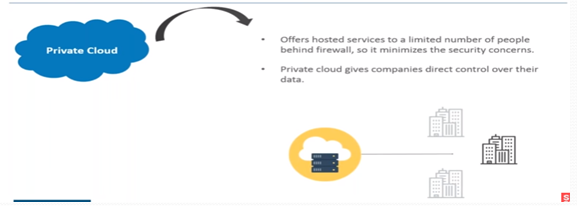 Private Cloud
• Offers hosted services to a limited number of people
behind firewall, so it minimizes the security concerns.
• Private cloud gives companies direct control over their
data.
S